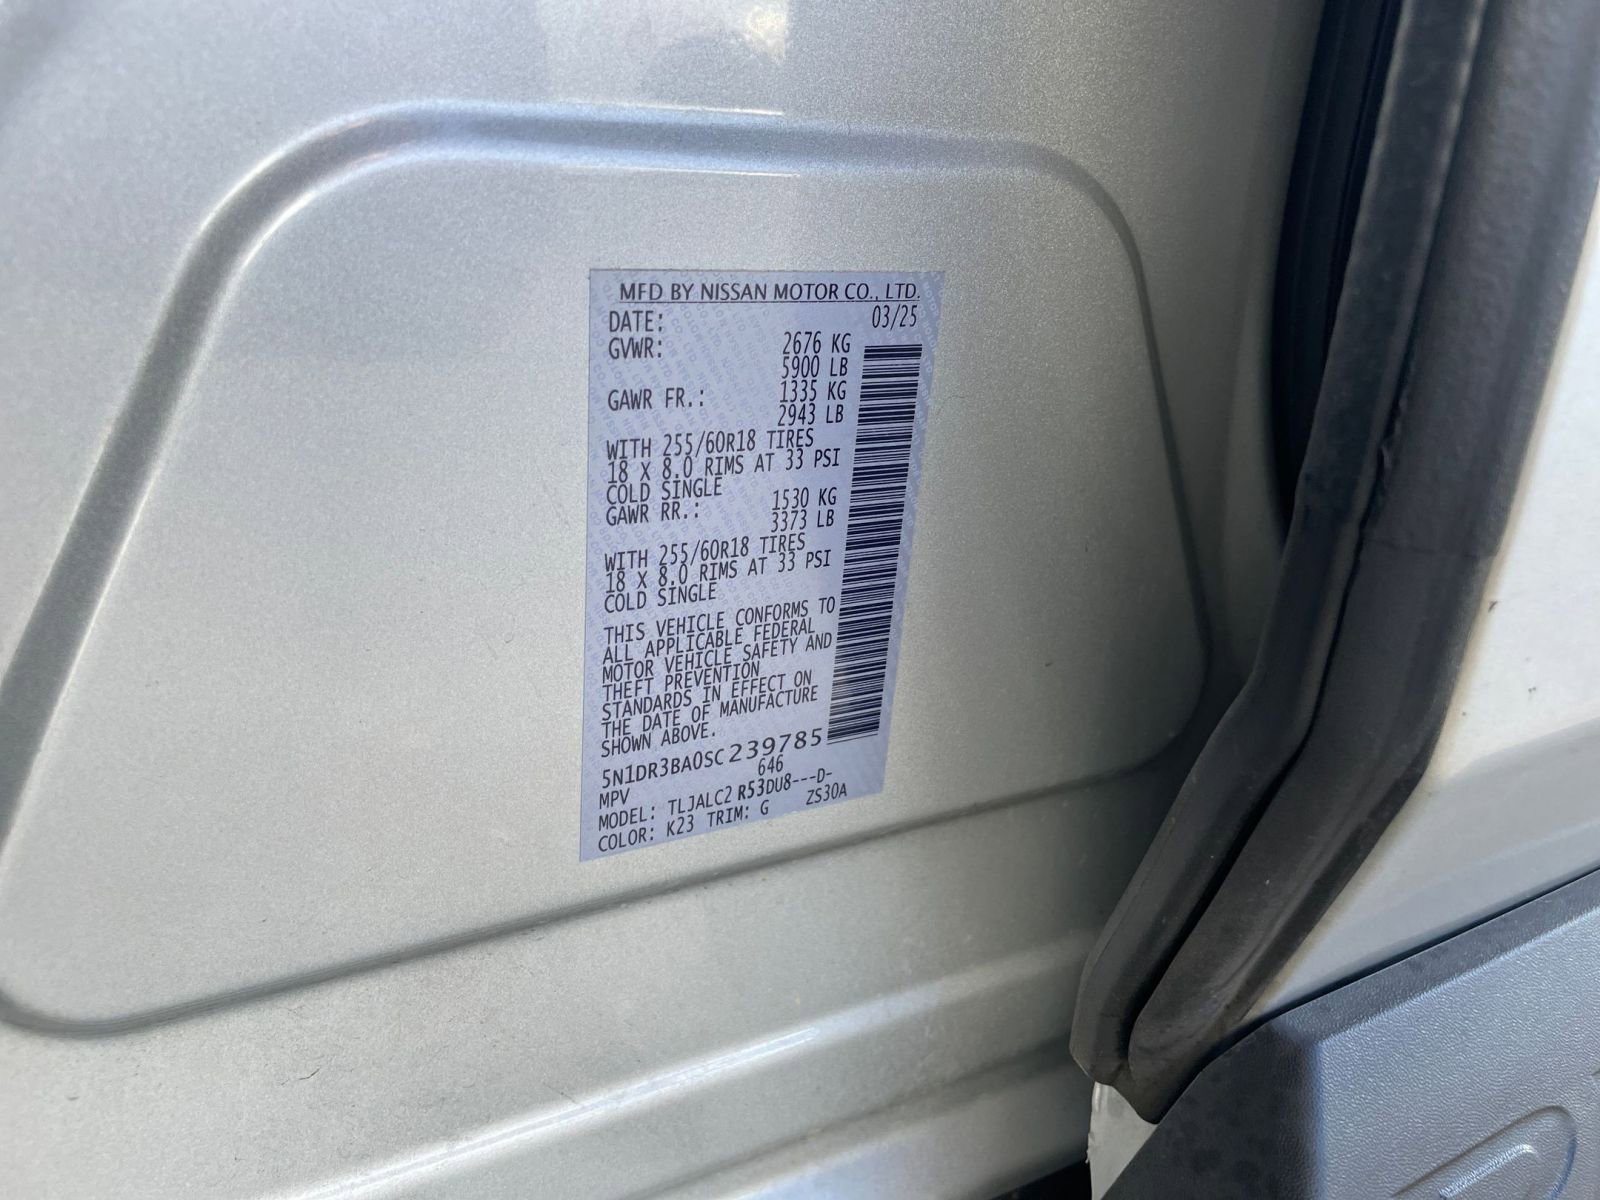 MFD BY NISSAN MOTOR CO., LTD.
DATE: 03/25
GVWR: 2676 KG
5900 LB
GAWR FR.: 1335 KG
2943 LB
WITH 255/60R18 TIRES
18 X 8.0 RIMS AT 33 PSI
COLD SINGLE
GAWR RR.: 1530 KG
3373 LB
WITH 255/60R18 TIRES
18 X 8.0 RIMS AT 33 PSI
COLD SINGLE
THIS VEHICLE CONFORMS TO
ALL APPLICABLE FEDERAL
MOTOR VEHICLE SAFETY AND
THEFT PREVENTION
STANDARDS IN EFFECT ON
THE DATE OF MANUFACTURE
SHOWN ABOVE.
5N1DR3BA0SC239785
MPV 646
MODEL: TLJALC2 R53DU8---D-
COLOR: K23 TRIM: G ZS30A